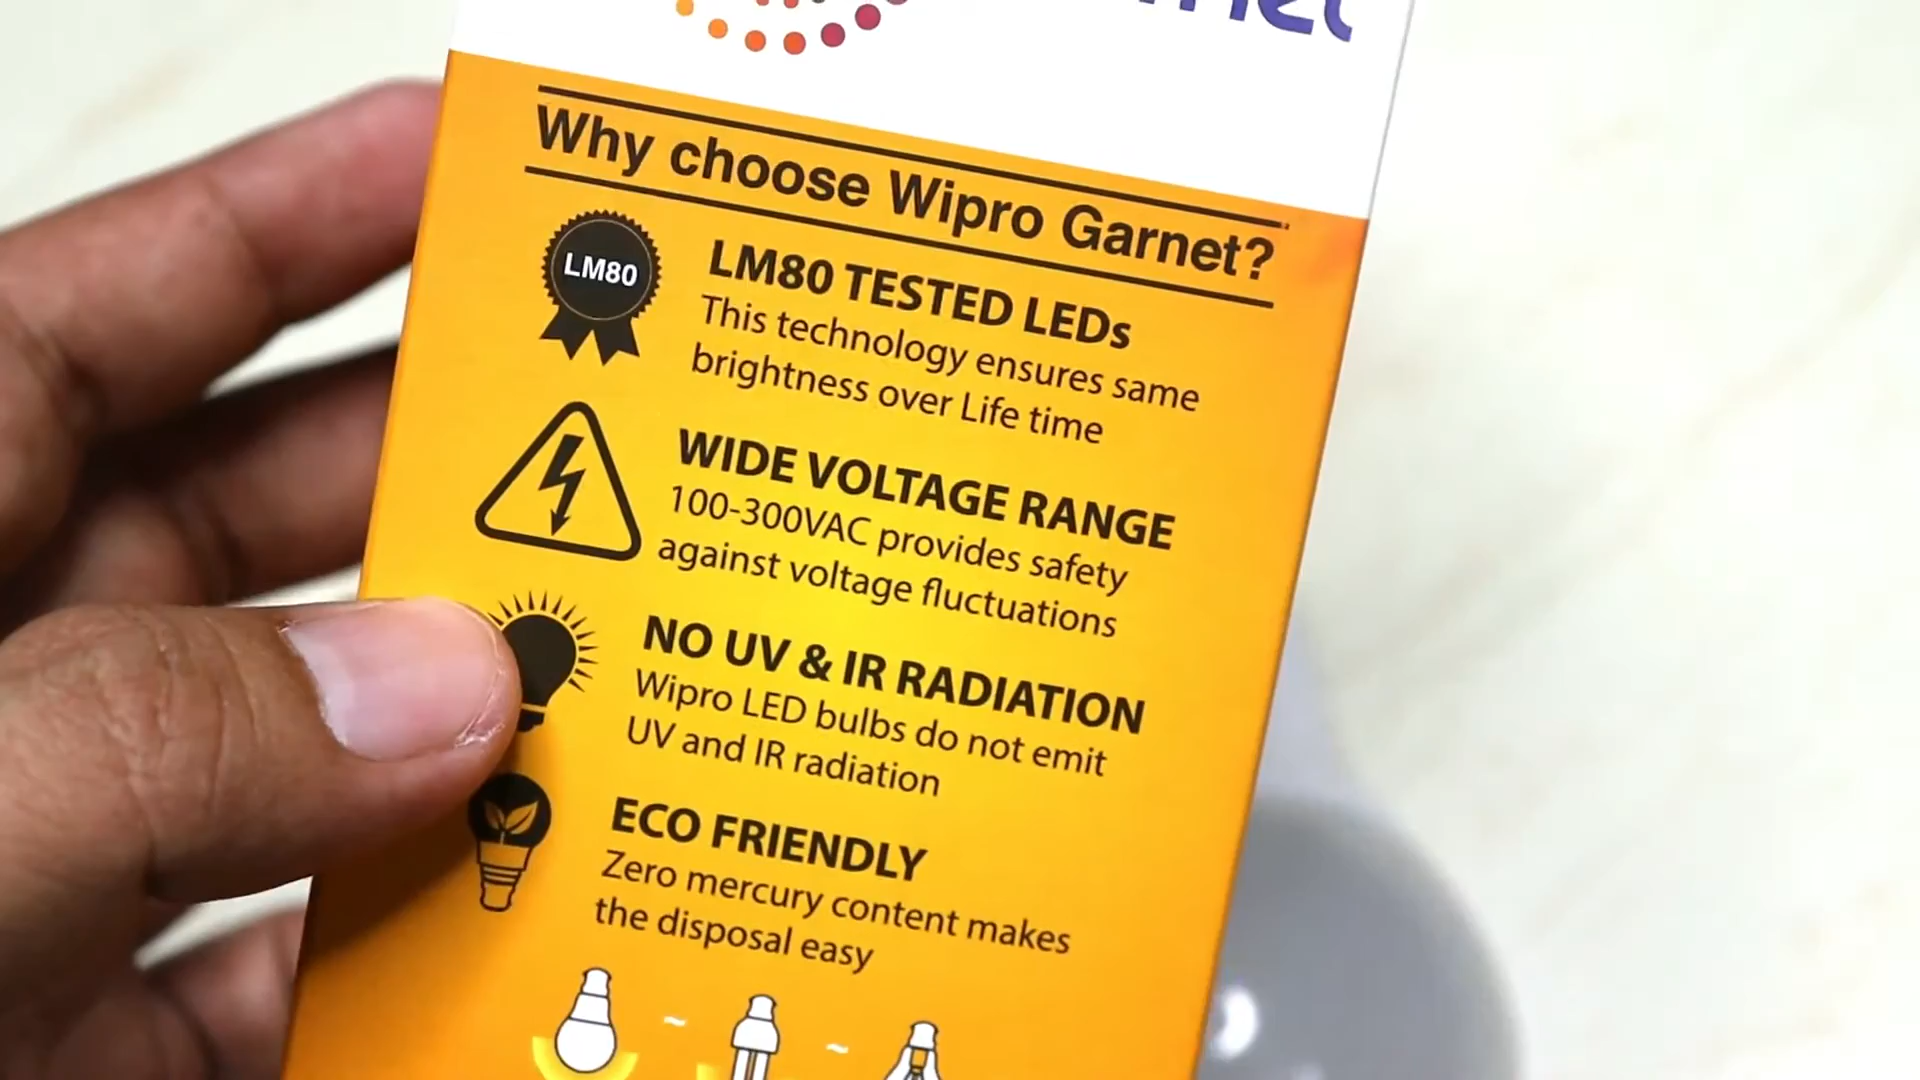 Why choose Wipro Garnet?
LM80
LM80 TESTED LEDs
This technology ensures same
brightness over Life time
WIDE VOLTAGE RANGE
100-300VAC provides safety
against voltage fluctuations
NO UV & IR RADIATION
Wipro LED bulbs do not emit
UV and IR radiation
ECO FRIENDLY
Zero mercury content makes
the disposal easy
~ ~